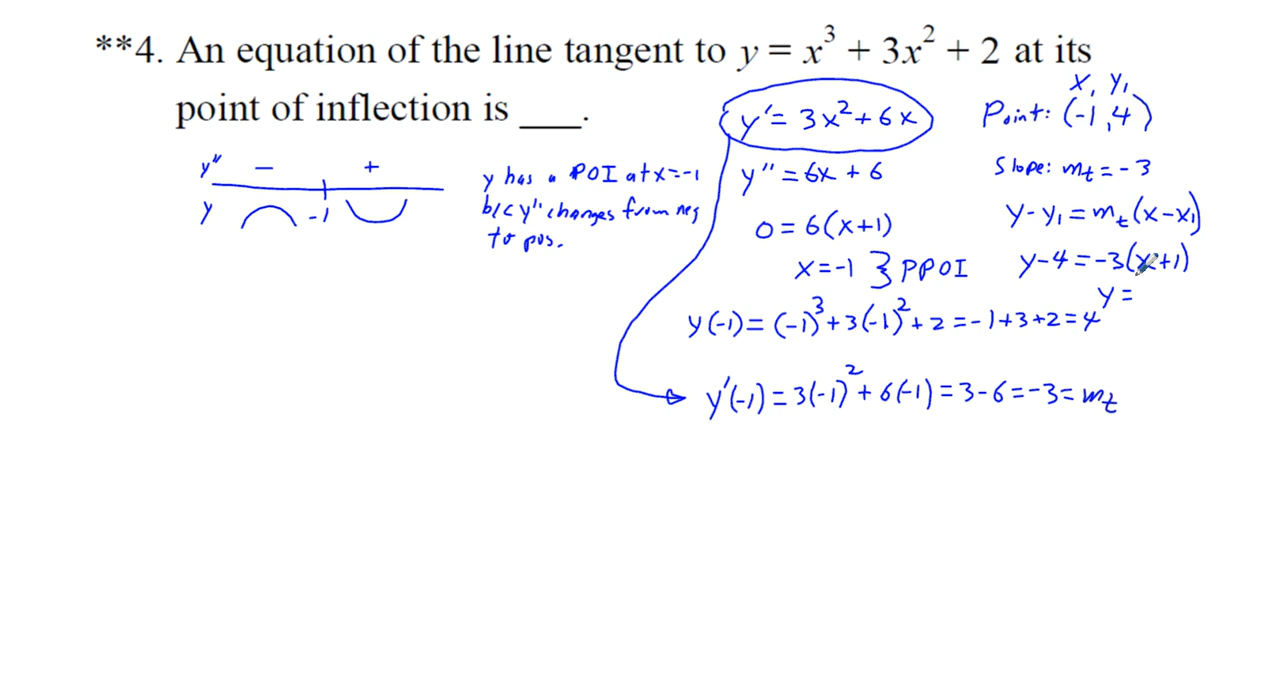 **4. An equation of the line tangent to y = x³ + 3x² + 2 at its
point of inflection is ___.
y'' − +
y -1
y has a POI at x=-1
b/c y'' changes from neg
to pos.
y' = 3x² + 6x
y'' = 6x + 6
0 = 6(x+1)
x = -1 } PPOI
y(-1) = (-1)³ + 3(-1)² + 2 = -1 + 3 + 2 = 4
y'(-1) = 3(-1)² + 6(-1) = 3 - 6 = -3 = mₜ
x, y₁
Point: (-1, 4)
Slope: mₜ = -3
y - y₁ = mₜ(x - x₁)
y - 4 = -3(x+1)
y =